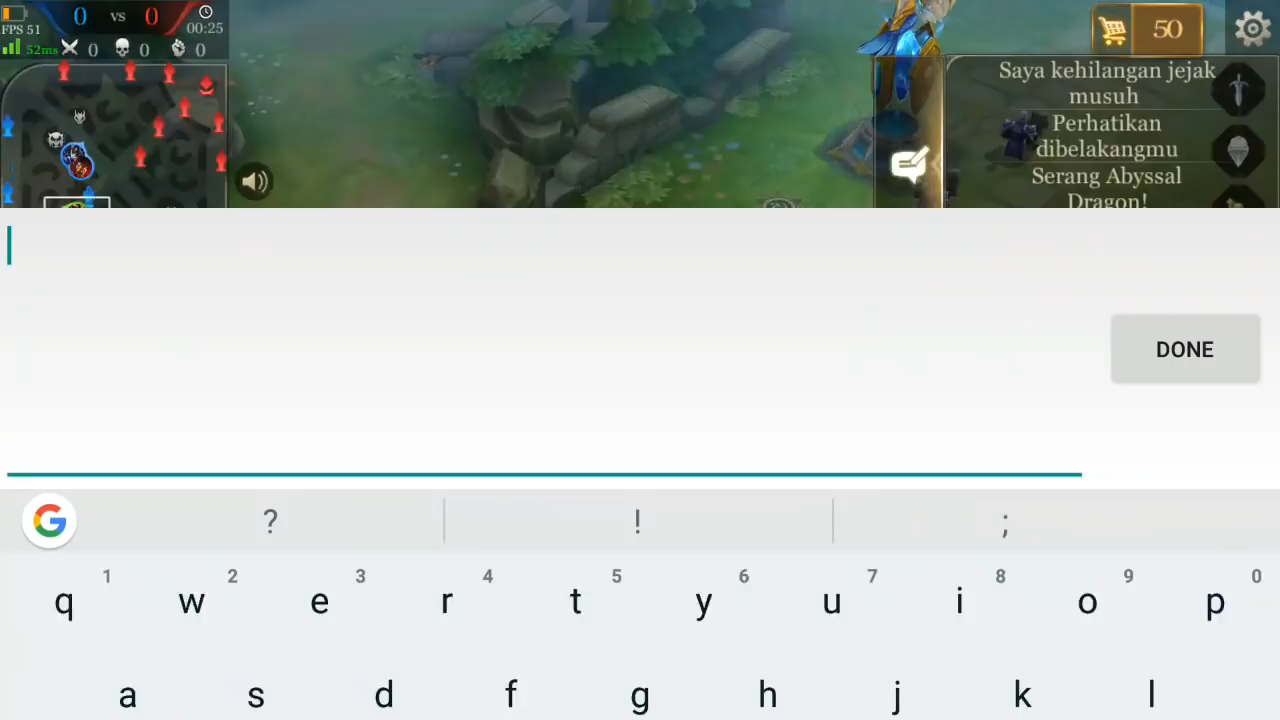 0 VS 0
FPS 51
00:25
52ms 0 0 0
50
Saya kehilangan jejak
musuh
Perhatikan
dibelakangmu
Serang Abyssal
Dragon!
DONE
? ! ;
1 2 3 4 5 6 7 8 9 0
q w e r t y u i o p
a s d f g h j k l